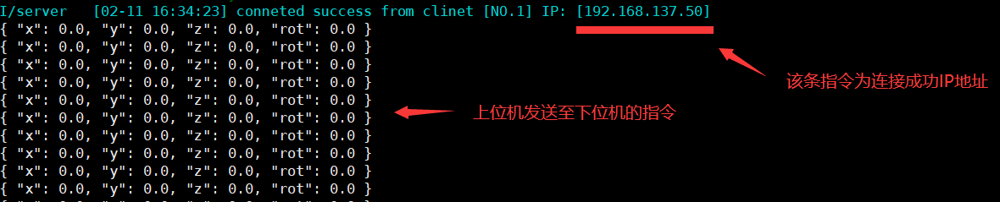 I/server   [02-11 16:34:23] conneted success from clinet [NO.1] IP: [192.168.137.50]
{ "x": 0.0, "y": 0.0, "z": 0.0, "rot": 0.0 }
{ "x": 0.0, "y": 0.0, "z": 0.0, "rot": 0.0 }
{ "x": 0.0, "y": 0.0, "z": 0.0, "rot": 0.0 }
{ "x": 0.0, "y": 0.0, "z": 0.0, "rot": 0.0 }
该条指令为连接成功IP地址
{ "x": 0.0, "y": 0.0, "z": 0.0, "rot": 0.0 }
{ "x": 0.0, "y": 0.0, "z": 0.0, "rot": 0.0 }
上位机发送至下位机的指令
{ "x": 0.0, "y": 0.0, "z": 0.0, "rot": 0.0 }
{ "x": 0.0, "y": 0.0, "z": 0.0, "rot": 0.0 }
{ "x": 0.0, "y": 0.0, "z": 0.0, "rot": 0.0 }
{ "x": 0.0, "y": 0.0, "z": 0.0, "rot": 0.0 }